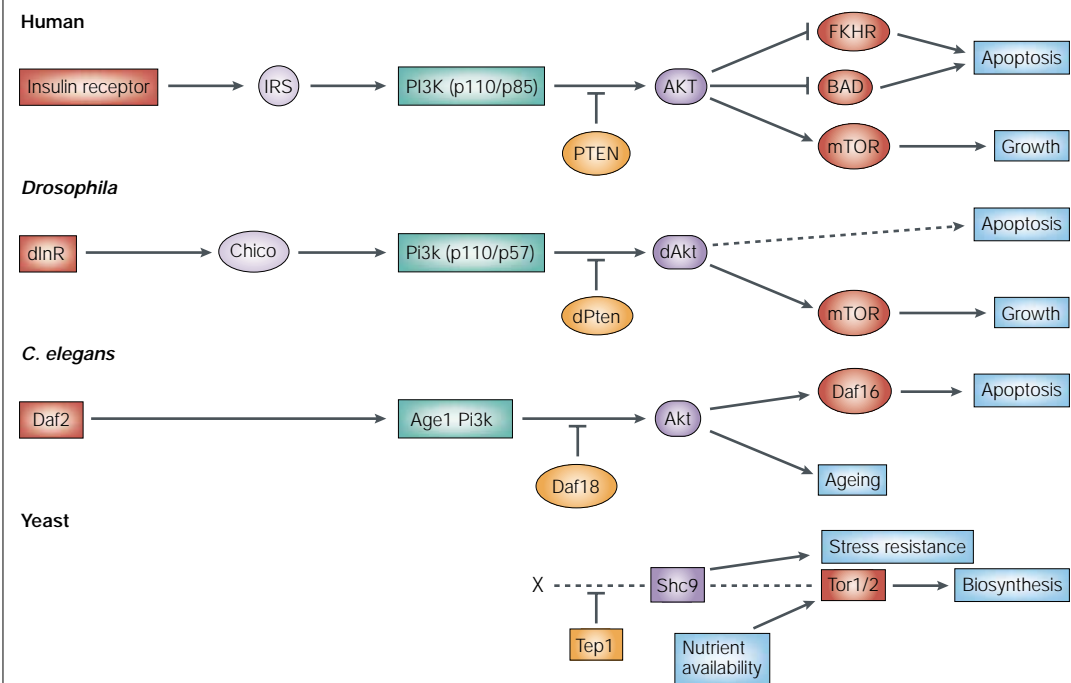 Human
FKHR
Apoptosis
Insulin receptor
IRS
PI3K (p110/p85)
AKT
BAD
PTEN
mTOR
Growth
Drosophila
Apoptosis
dInR
Chico
Pi3k (p110/p57)
dAkt
dPten
mTOR
Growth
C. elegans
Daf16
Apoptosis
Daf2
Age1 Pi3k
Akt
Daf18
Ageing
Yeast
Stress resistance
X
Shc9
Tor1/2
Biosynthesis
Tep1
Nutrient
availability